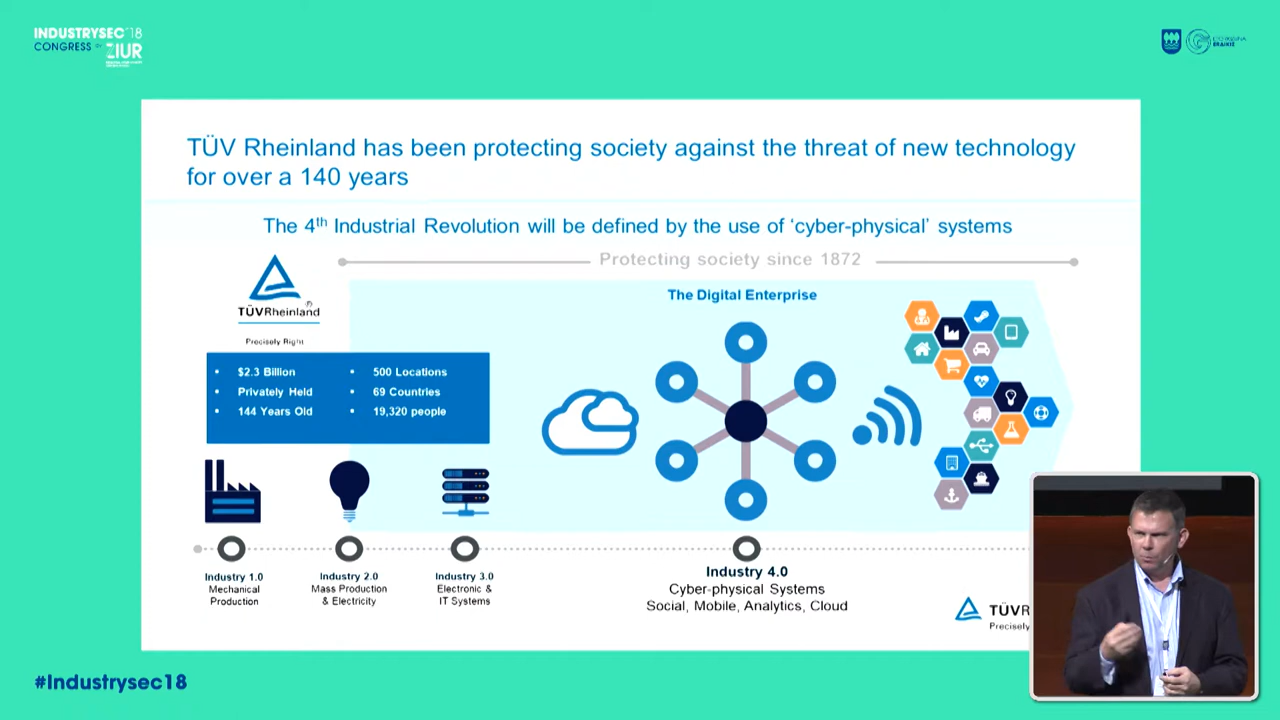 INDUSTRYSEC'18
CONGRESS BY ZIUR
TÜV Rheinland has been protecting society against the threat of new technology
for over a 140 years
The 4th Industrial Revolution will be defined by the use of ‘cyber-physical’ systems
Protecting society since 1872
The Digital Enterprise
TÜVRheinland®
Precisely Right
• $2.3 Billion
• Privately Held
• 144 Years Old
• 500 Locations
• 69 Countries
• 19,320 people
Industry 1.0
Mechanical
Production
Industry 2.0
Mass Production
& Electricity
Industry 3.0
Electronic &
IT Systems
Industry 4.0
Cyber-physical Systems
Social, Mobile, Analytics, Cloud
TÜVR
Precisely
#Industrysec18